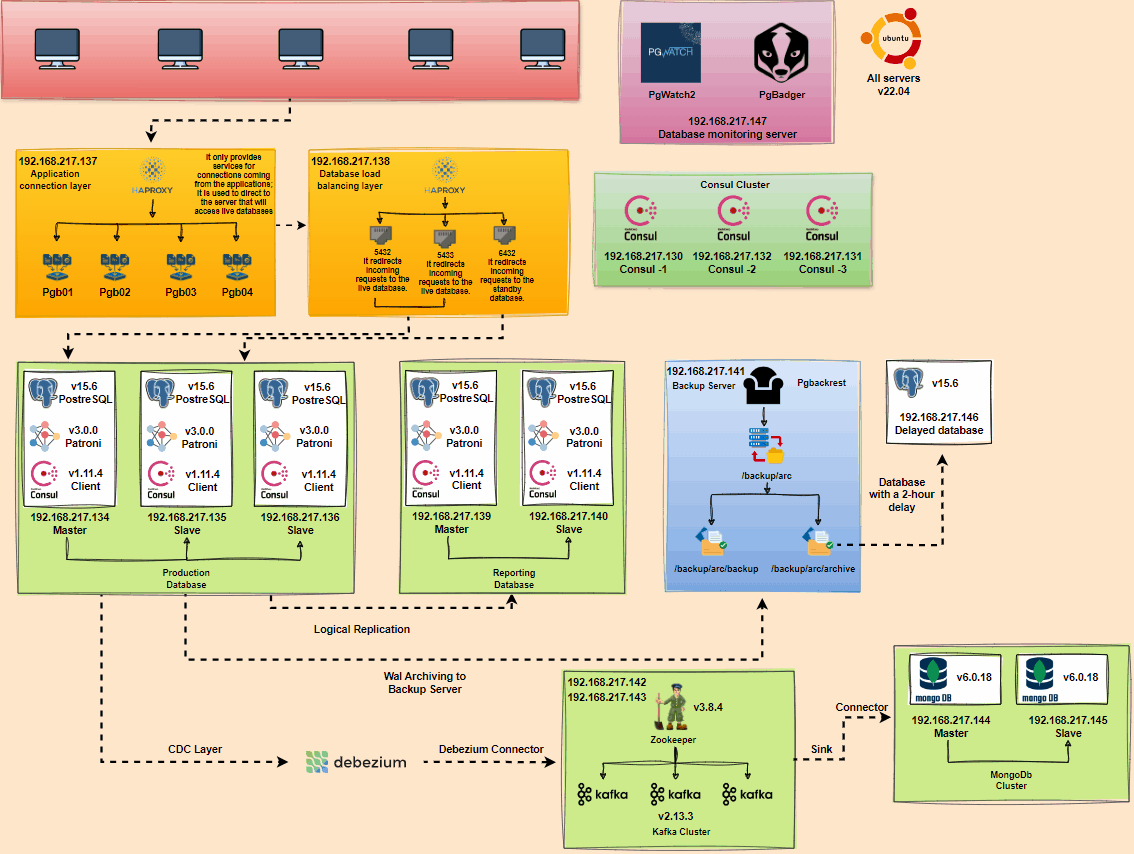 PGWATCH
PgWatch2
PgBadger
192.168.217.147
Database monitoring server
ubuntu
All servers
v22.04
192.168.217.137
Application
connection layer
HAPROXY
It only provides
services for
connections coming
from the applications;
it is used to direct to
the server that will
access live databases
Pgb01
Pgb02
Pgb03
Pgb04
192.168.217.138
Database load
balancing layer
HAPROXY
5432
It redirects
incoming
requests to the
live database.
5433
It redirects
incoming
requests to the
live database.
6432
It redirects
incoming
requests to the
standby
database.
Consul Cluster
Consul
192.168.217.130
Consul -1
Consul
192.168.217.132
Consul -2
Consul
192.168.217.131
Consul -3
v15.6
PostreSQL
v3.0.0
Patroni
v1.11.4
Client
Consul
192.168.217.134
Master
v15.6
PostreSQL
v3.0.0
Patroni
v1.11.4
Client
Consul
192.168.217.135
Slave
v15.6
PostreSQL
v3.0.0
Patroni
v1.11.4
Client
Consul
192.168.217.136
Slave
Production
Database
v15.6
PostreSQL
v3.0.0
Patroni
v1.11.4
Client
Consul
192.168.217.139
Master
v15.6
PostreSQL
v3.0.0
Patroni
v1.11.4
Client
Consul
192.168.217.140
Slave
Reporting
Database
192.168.217.141
Backup Server
Pgbackrest
/backup/arc
/backup/arc/backup
/backup/arc/archive
v15.6
192.168.217.146
Delayed database
Database
with a 2-hour
delay
Logical Replication
Wal Archiving to
Backup Server
CDC Layer
debezium
Debezium Connector
192.168.217.142
192.168.217.143
v3.8.4
Zookeeper
kafka
kafka
kafka
v2.13.3
Kafka Cluster
Sink
Connector
mongo DB
v6.0.18
192.168.217.144
Master
mongo DB
v6.0.18
192.168.217.145
Slave
MongoDb
Cluster